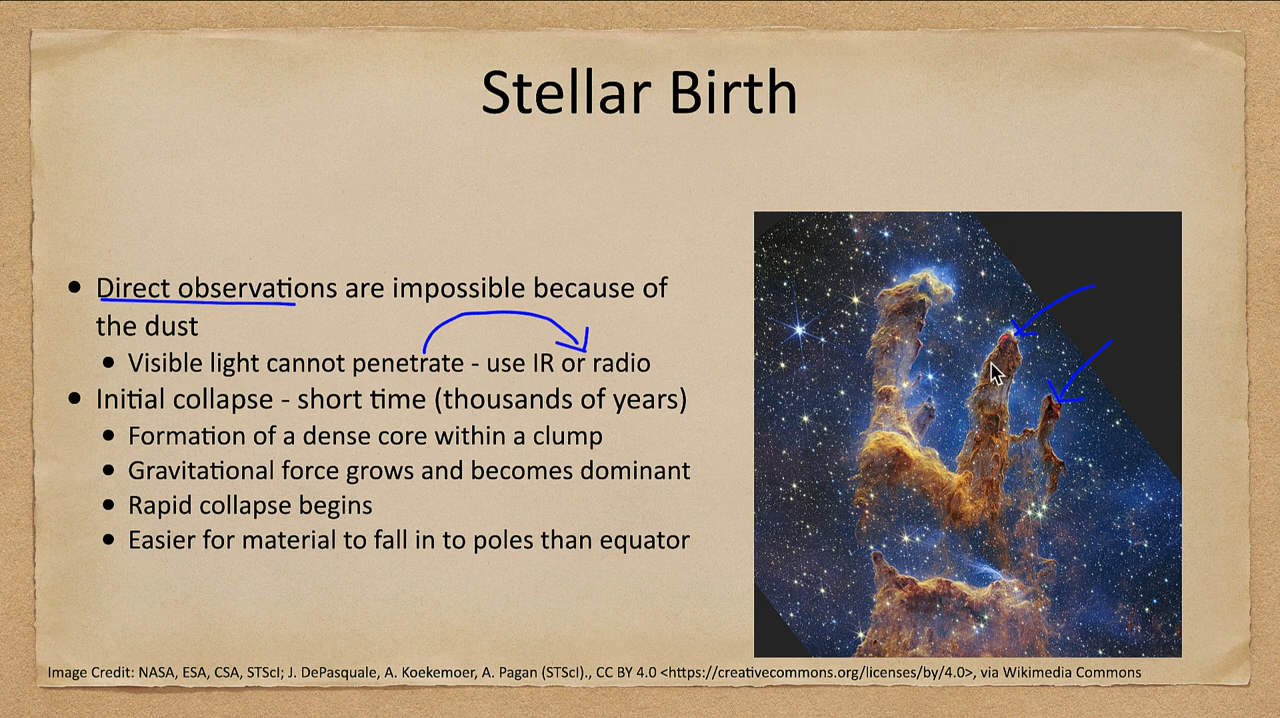 Stellar Birth
• Direct observations are impossible because of
the dust
• Visible light cannot penetrate - use IR or radio
• Initial collapse - short time (thousands of years)
• Formation of a dense core within a clump
• Gravitational force grows and becomes dominant
• Rapid collapse begins
• Easier for material to fall in to poles than equator
Image Credit: NASA, ESA, CSA, STScI; J. DePasquale, A. Koekemoer, A. Pagan (STScI)., CC BY 4.0 <https://creativecommons.org/licenses/by/4.0>, via Wikimedia Commons